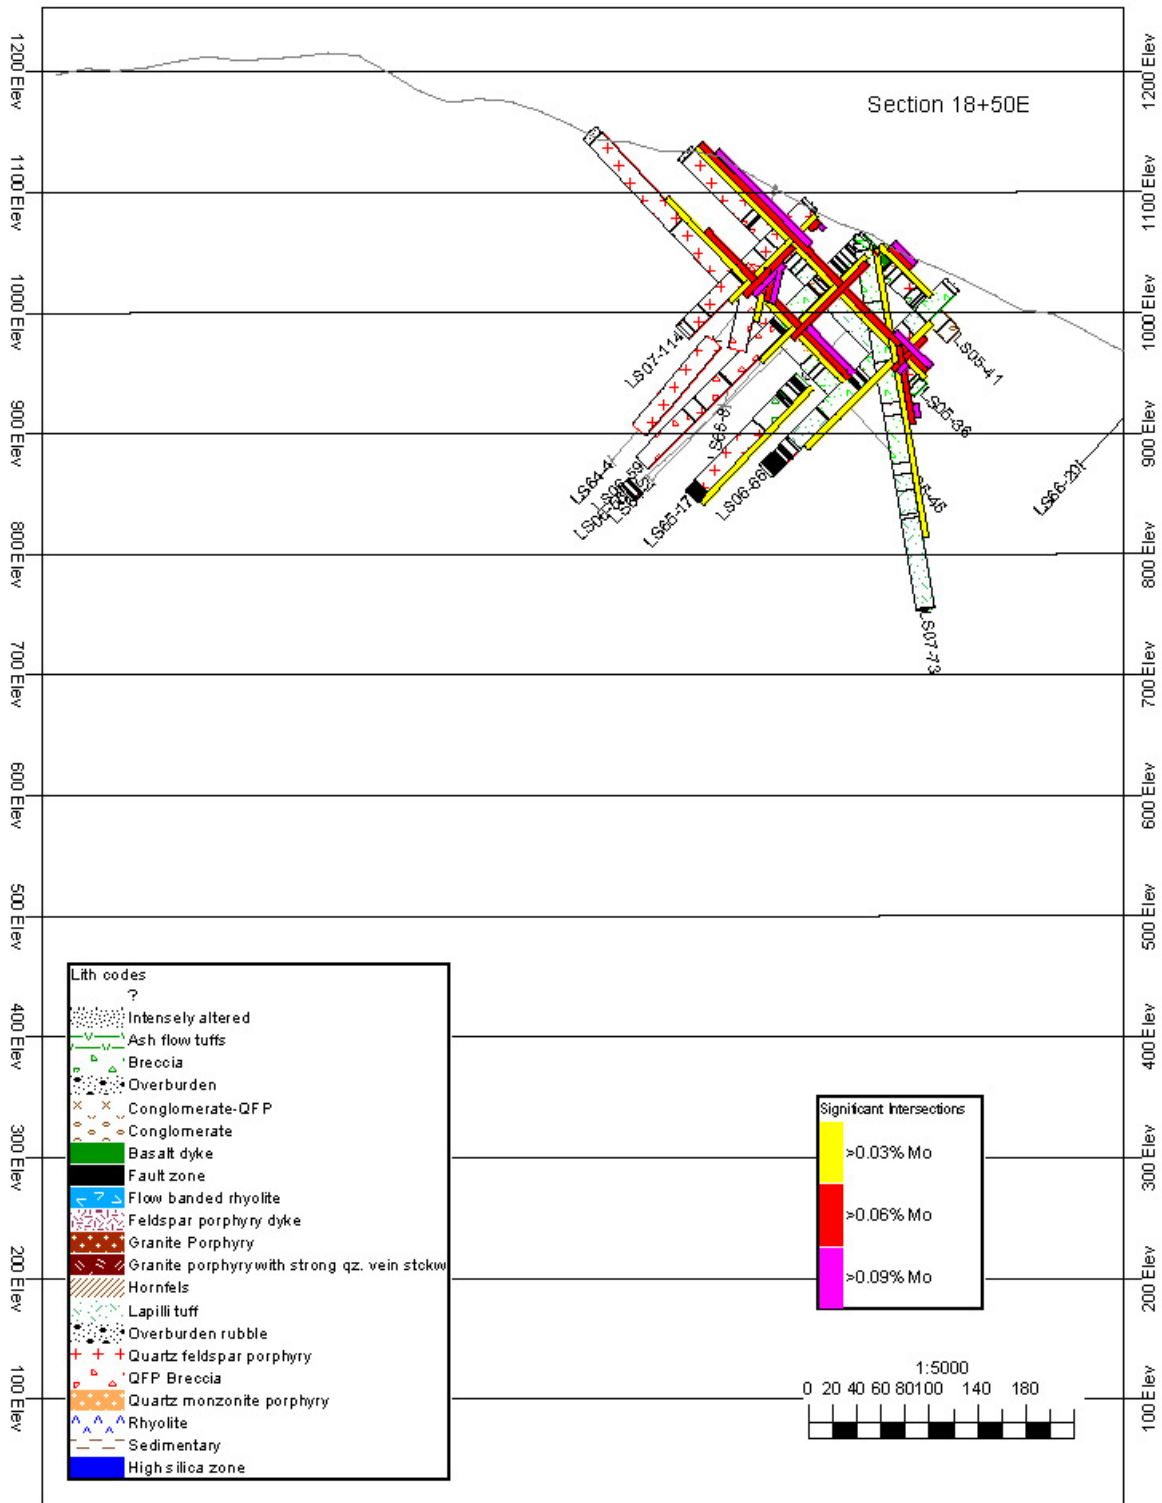 Section 18+50E
1200 Elev
1100 Elev
1000 Elev
900 Elev
800 Elev
700 Elev
600 Elev
500 Elev
400 Elev
300 Elev
200 Elev
100 Elev
1200 Elev
1100 Elev
1000 Elev
900 Elev
800 Elev
700 Elev
600 Elev
500 Elev
400 Elev
300 Elev
200 Elev
100 Elev
LS07-114
LS05-41
LS05-36
LS64-4
LS06-59
LS65-17
LS06-66
LS66-20
LS07-73
Lith codes
?
Intensely altered
Ash flow tuffs
Breccia
Overburden
Conglomerate-QFP
Conglomerate
Basalt dyke
Fault zone
Flow banded rhyolite
Feldspar porphyry dyke
Granite Porphyry
Granite porphyry with strong qz. vein stckw
Hornfels
Lapilli tuff
Overburden rubble
Quartz feldspar porphyry
QFP Breccia
Quartz monzonite porphyry
Rhyolite
Sedimentary
High silica zone
Significant Intersections
>0.03% Mo
>0.06% Mo
>0.09% Mo
1:5000
0 20 40 60 80 100 140 180